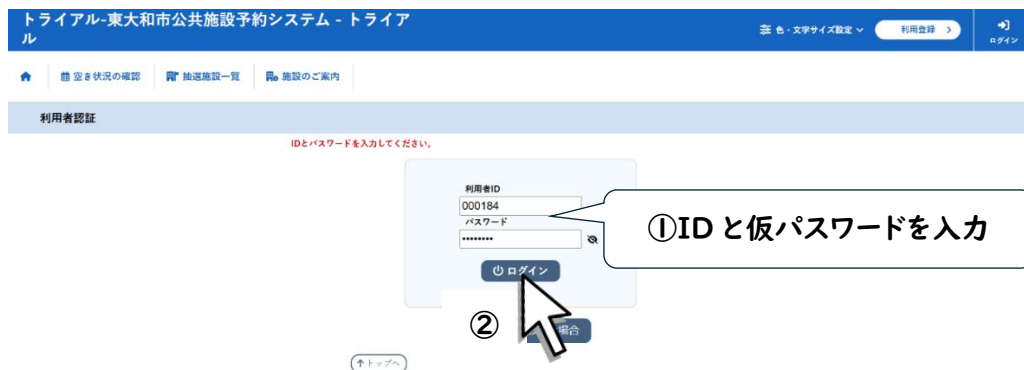 トライアル-東大和市公共施設予約システム - トライア
ル
色・文字サイズ設定
利用登録
ログイン
空き状況の確認
抽選施設一覧
施設のご案内
利用者認証
IDとパスワードを入力してください。
利用者ID
000184
パスワード
••••••••
①IDと仮パスワードを入力
ログイン
②
場合
トップへ